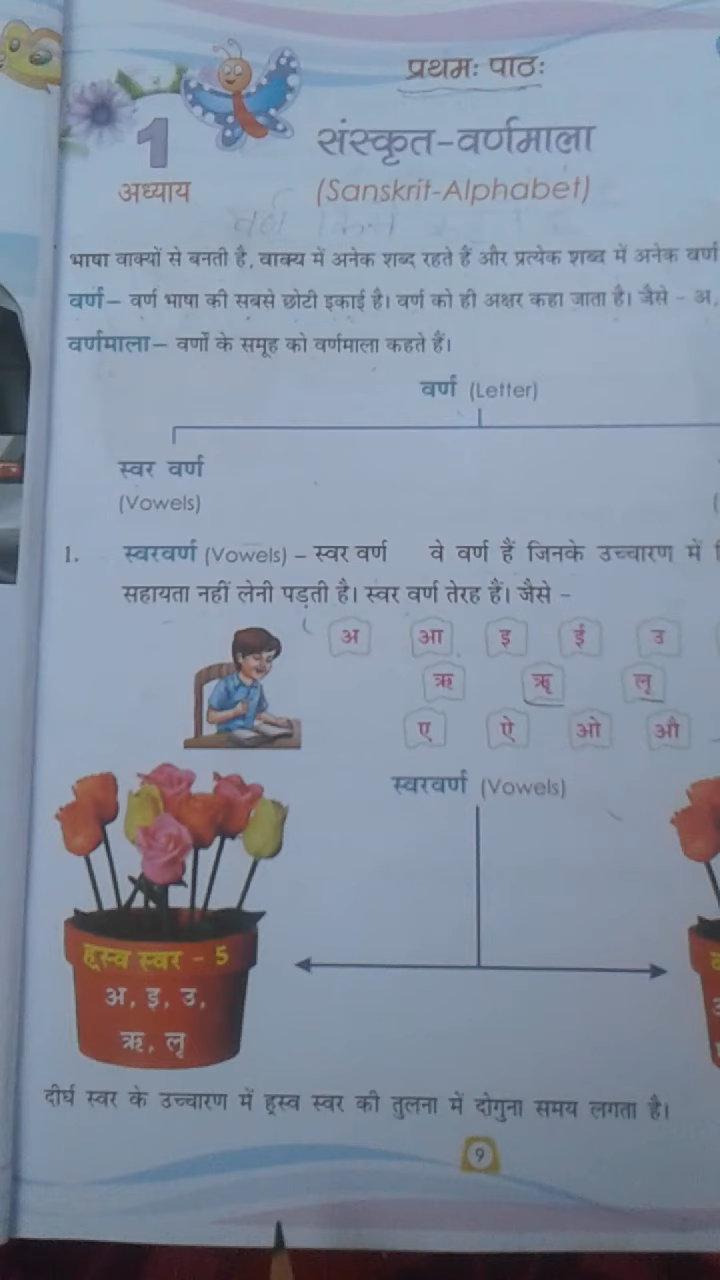 प्रथमः पाठः
1
अध्याय
संस्कृत-वर्णमाला
(Sanskrit-Alphabet)
वर्ण
भाषा वाक्यों से बनती है, वाक्य में अनेक शब्द रहते हैं और प्रत्येक शब्द में अनेक वर्ण
वर्ण – वर्ण भाषा की सबसे छोटी इकाई है। वर्ण को ही अक्षर कहा जाता है। जैसे - अ,
वर्णमाला – वर्णों के समूह को वर्णमाला कहते हैं।
वर्ण (Letter)
स्वर वर्ण
(Vowels)
1. स्वरवर्ण (Vowels) – स्वर वर्ण वे वर्ण हैं जिनके उच्चारण में
सहायता नहीं लेनी पड़ती है। स्वर वर्ण तेरह हैं। जैसे -
अ आ इ ई उ
ऋ ॠ लृ
ए ऐ ओ औ
स्वरवर्ण (Vowels)
ह्रस्व स्वर - 5
अ, इ, उ,
ऋ, लृ
दीर्घ स्वर के उच्चारण में ह्रस्व स्वर की तुलना में दोगुना समय लगता है।
9